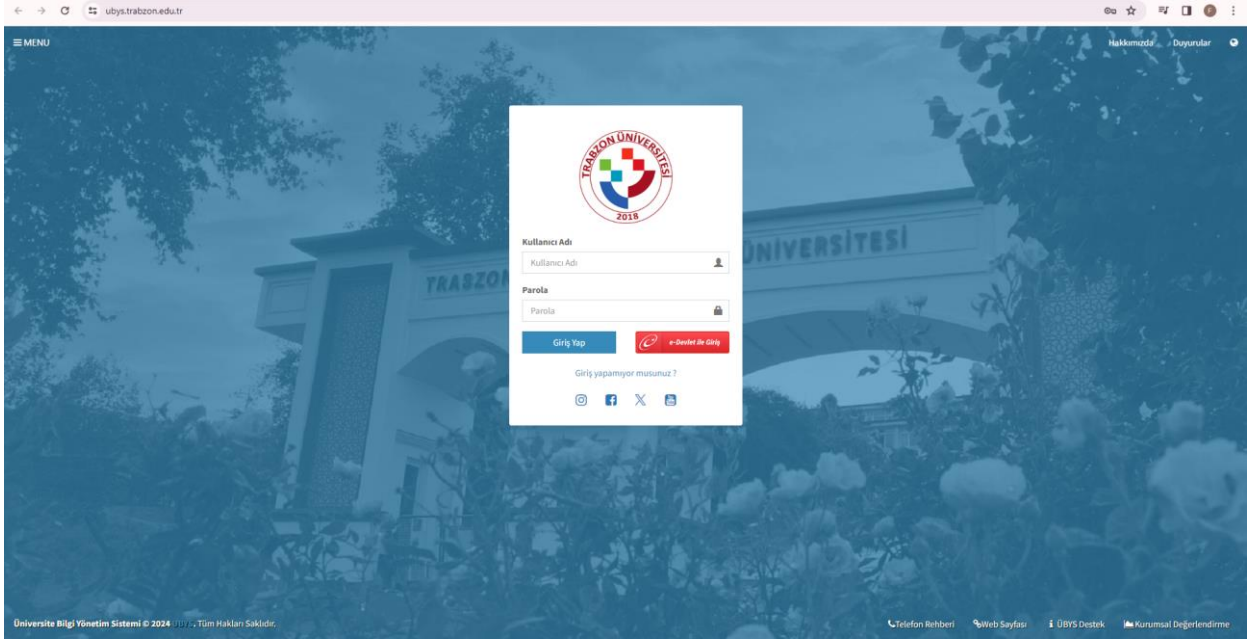 ubys.trabzon.edu.tr
F
MENU
Hakkımızda
Duyurular
TRABZON ÜNİVERSİTESİ
2018
Kullanıcı Adı
Kullanıcı Adı
Parola
Parola
Giriş Yap
e-Devlet ile Giriş
Giriş yapamıyor musunuz ?
TRABZON
ÜNİVERSİTESİ
Üniversite Bilgi Yönetim Sistemi © 2024 UBYS. Tüm Hakları Saklıdır.
Telefon Rehberi
Web Sayfası
ÜBYS Destek
Kurumsal Değerlendirme